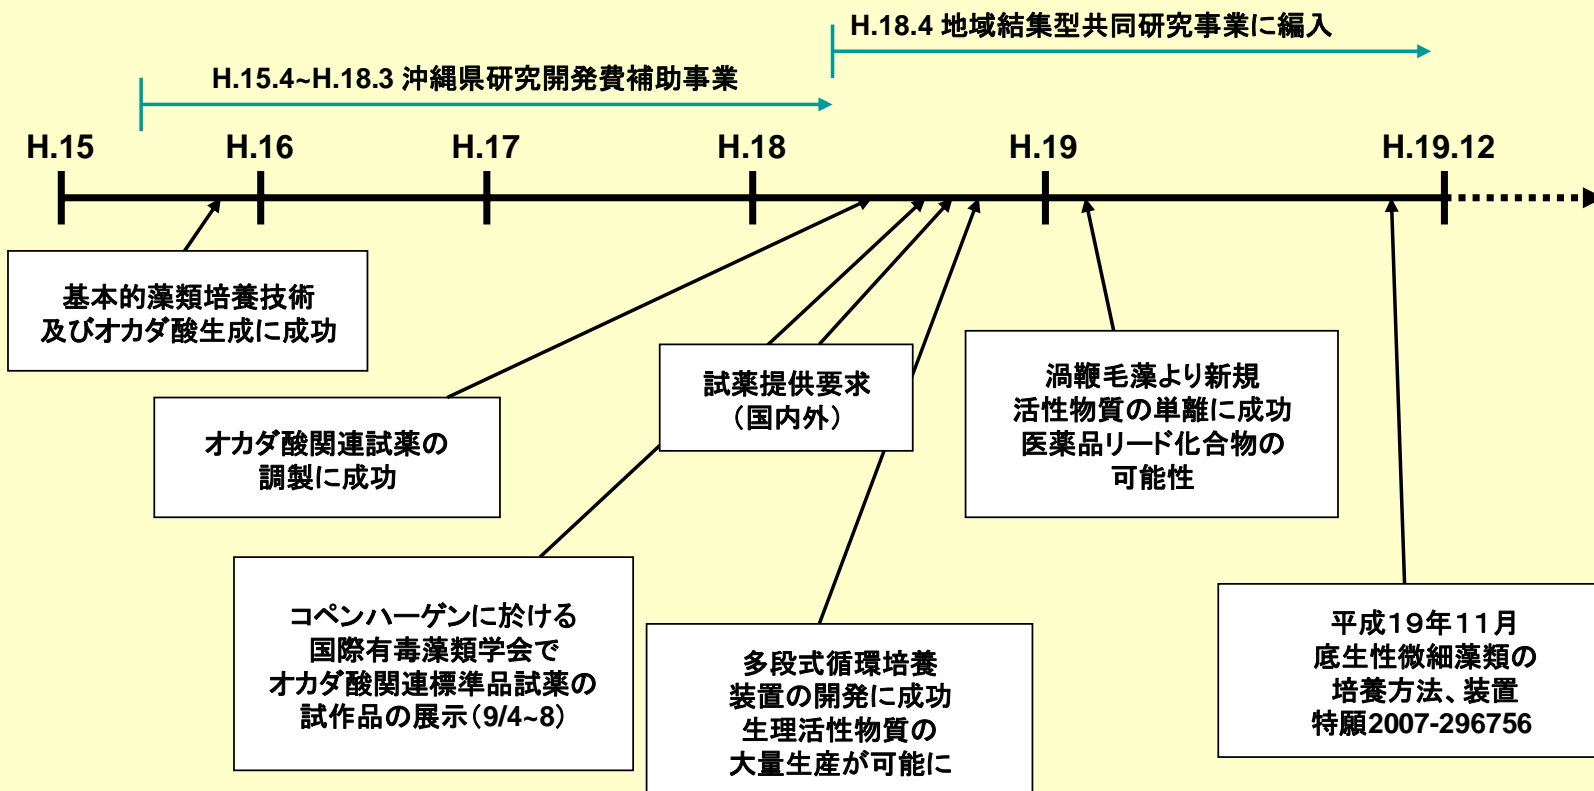 H.18.4 地域結集型共同研究事業に編入
H.15.4~H.18.3 沖縄県研究開発費補助事業
H.15
H.16
H.17
H.18
H.19
H.19.12
基本的藻類培養技術
及びオカダ酸生成に成功
オカダ酸関連試薬の
調製に成功
試薬提供要求
（国内外）
渦鞭毛藻より新規
活性物質の単離に成功
医薬品リード化合物の
可能性
コペンハーゲンに於ける
国際有毒藻類学会で
オカダ酸関連標準品試薬の
試作品の展示（9/4~8）
多段式循環培養
装置の開発に成功
生理活性物質の
大量生産が可能に
平成１９年１１月
底生性微細藻類の
培養方法、装置
特願2007-296756